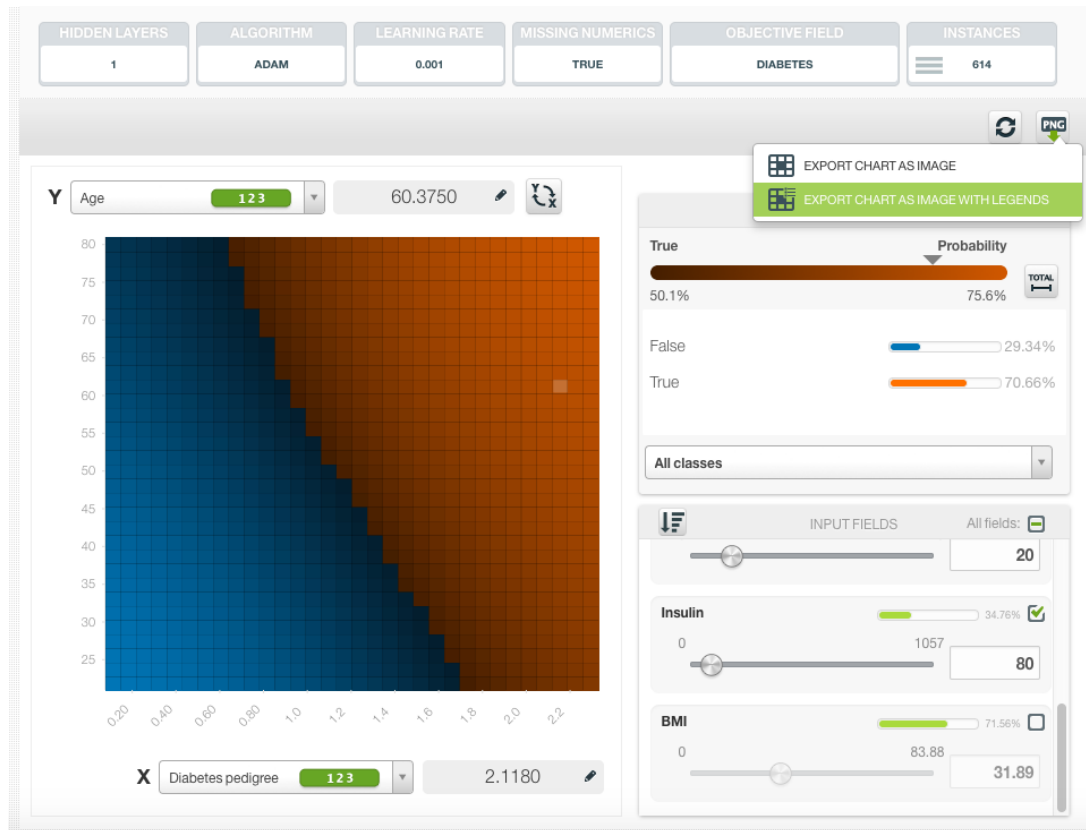 HIDDEN LAYERS ALGORITHM LEARNING RATE MISSING NUMERICS OBJECTIVE FIELD INSTANCES
1 ADAM 0.001 TRUE DIABETES 614
PNG
EXPORT CHART AS IMAGE
EXPORT CHART AS IMAGE WITH LEGENDS
Y Age 123 60.3750 Y X
True Probability
50.1% 75.6% TOTAL
False 29.34%
True 70.66%
All classes
80
75
70
65
60
55
50
45
40
35
30
25
0.20 0.40 0.60 0.80 1.0 1.2 1.4 1.6 1.8 2.0 2.2
X Diabetes pedigree 123 2.1180
INPUT FIELDS All fields:
20
Insulin 34.76%
0 1057
80
BMI 71.56%
0 83.88
31.89